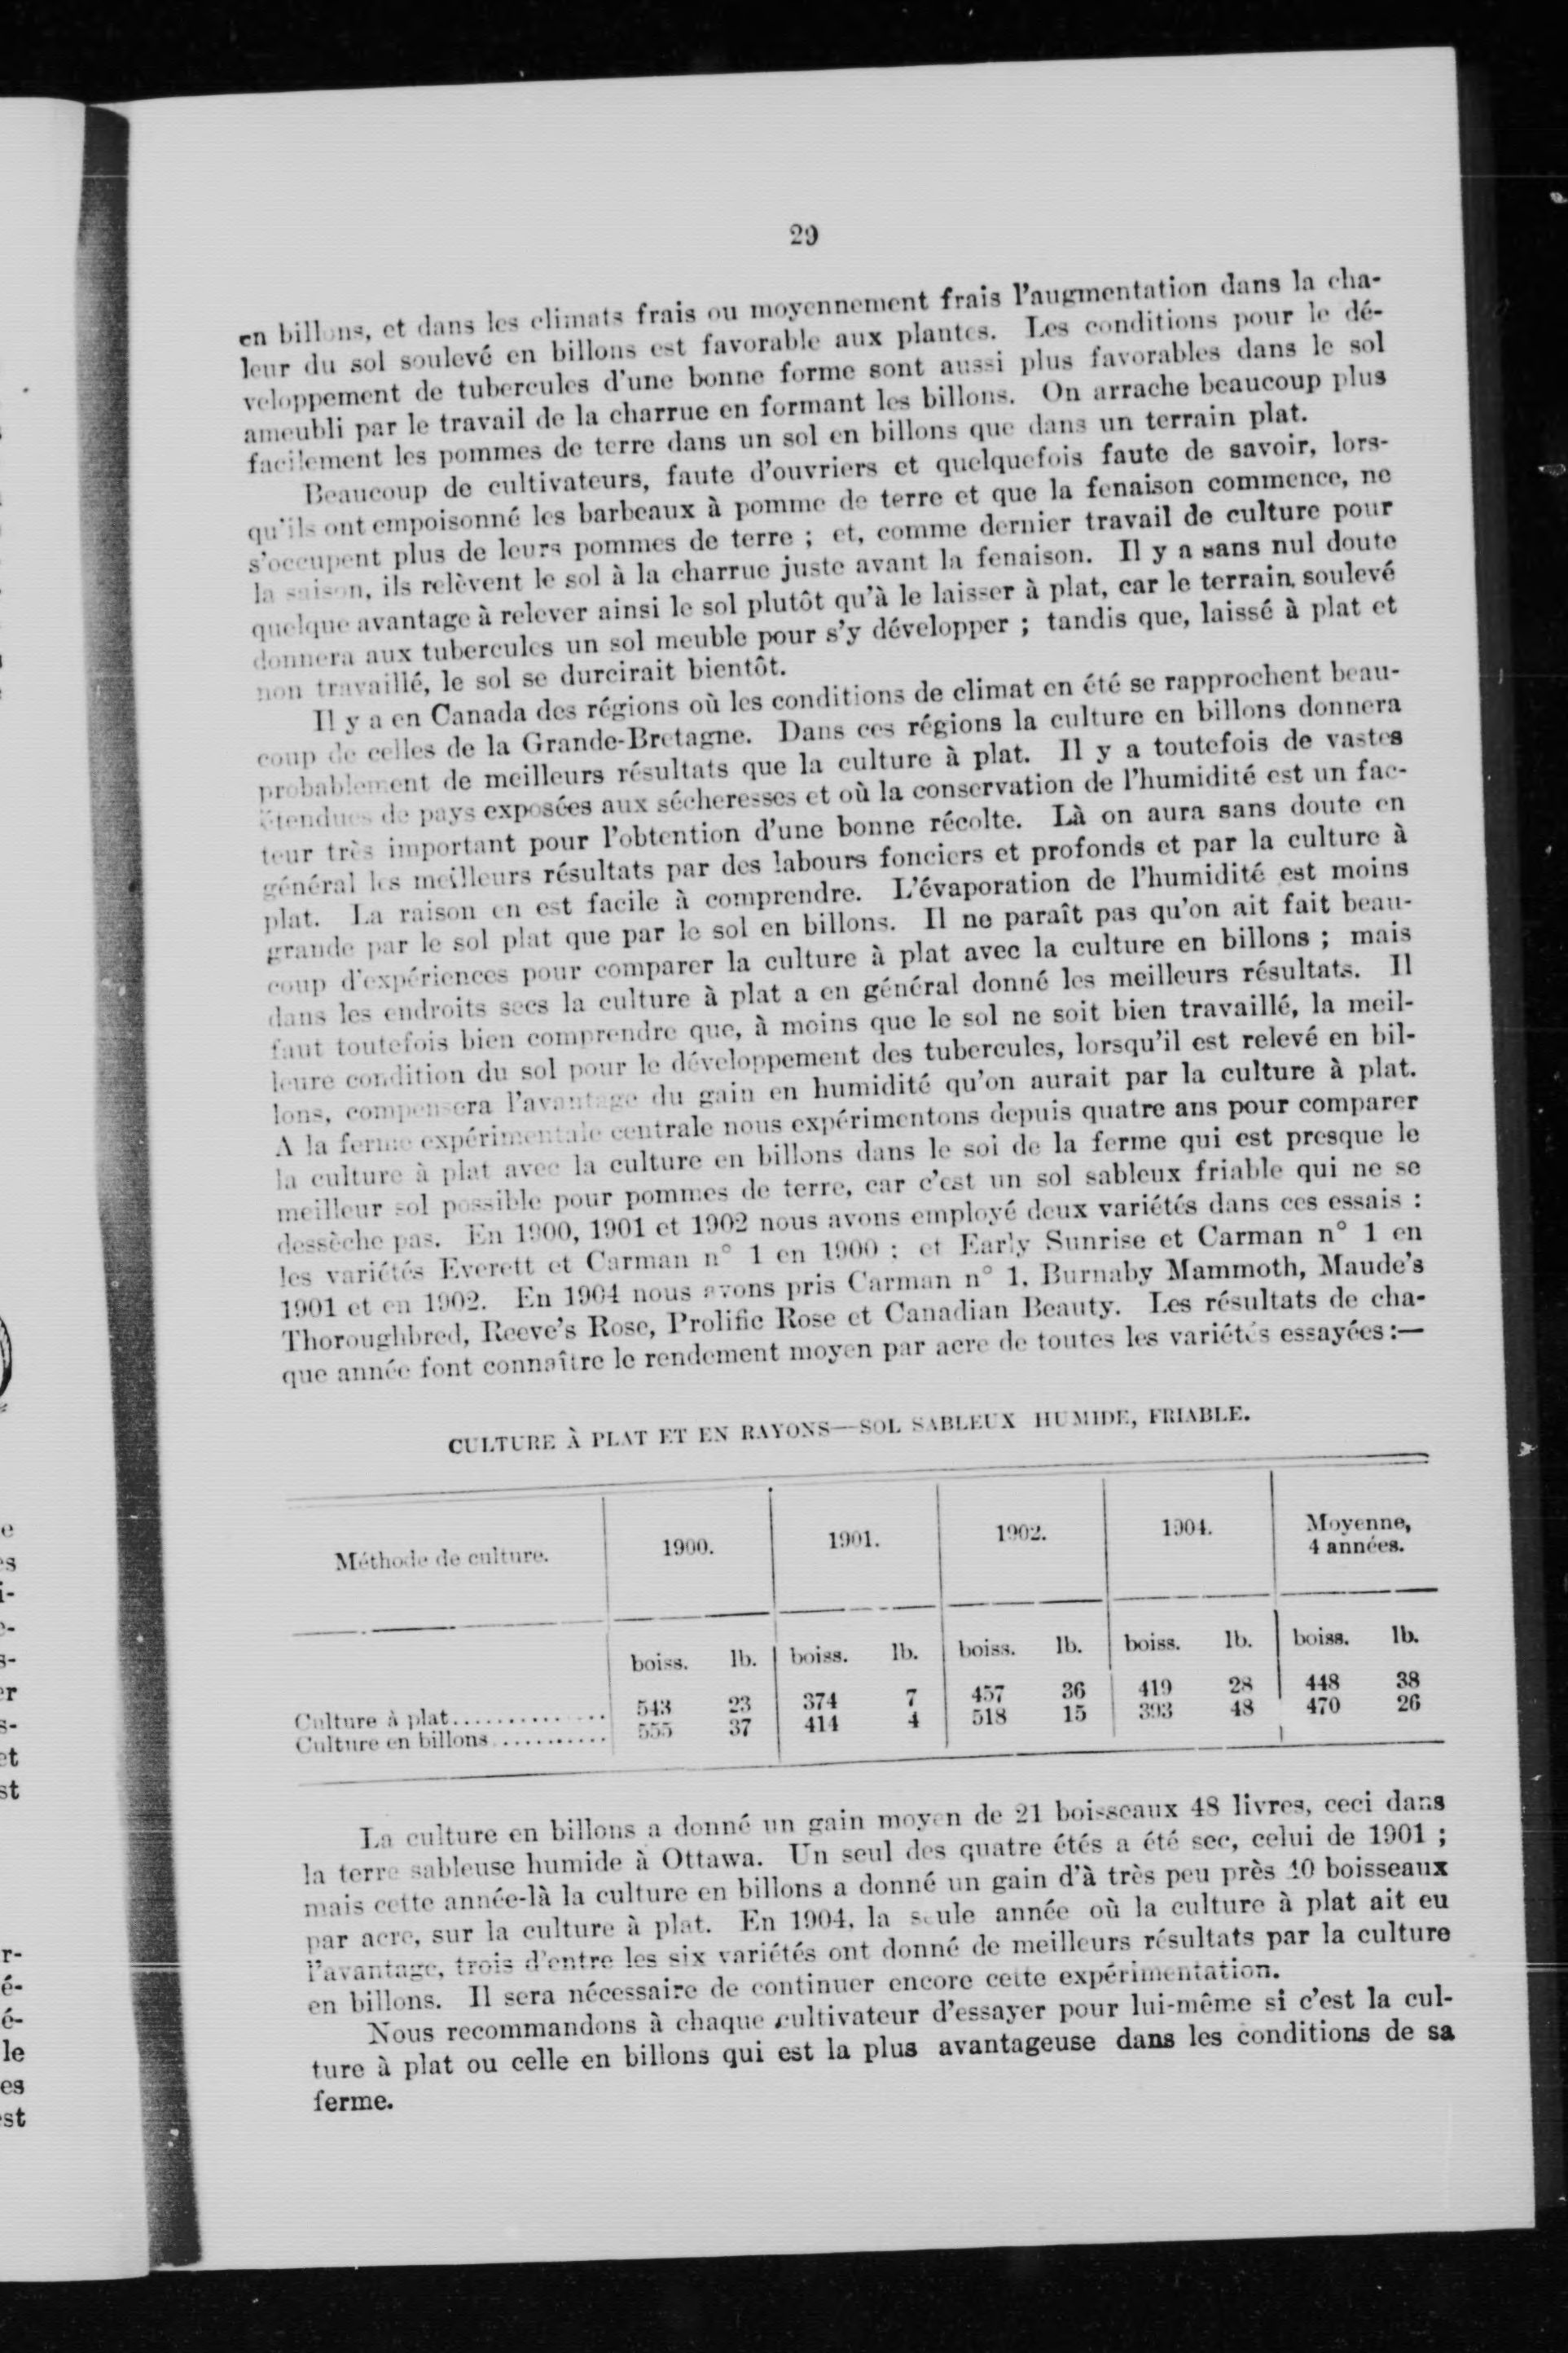 29
en billons, et dans les climats frais ou moyennement frais l'augmentation dans la cha-
leur du sol soulevé en billons est favorable aux plantes. Les conditions pour le dé-
veloppement de tubercules d'une bonne forme sont aussi plus favorables dans le sol
ameubli par le travail de la charrue en formant les billons. On arrache beaucoup plus
facilement les pommes de terre dans un sol en billons que dans un terrain plat.
Beaucoup de cultivateurs, faute d'ouvriers et quelquefois faute de savoir, lors-
qu'ils ont empoisonné les barbeaux à pomme de terre et que la fenaison commence, ne
s'occupent plus de leurs pommes de terre ; et, comme dernier travail de culture pour
la saison, ils relèvent le sol à la charrue juste avant la fenaison. Il y a sans nul doute
quelque avantage à relever ainsi le sol plutôt qu'à le laisser à plat, car le terrain soulevé
donnera aux tubercules un sol meuble pour s'y développer ; tandis que, laissé à plat et
non travaillé, le sol se durcirait bientôt.
Il y a en Canada des régions où les conditions de climat en été se rapprochent beau-
coup de celles de la Grande-Bretagne. Dans ces régions la culture en billons donnera
probablement de meilleurs résultats que la culture à plat. Il y a toutefois de vastes
étendues de pays exposées aux sécheresses et où la conservation de l'humidité est un fac-
teur très important pour l'obtention d'une bonne récolte. Là on aura sans doute en
général les meilleurs résultats par des labours fonciers et profonds et par la culture à
plat. La raison en est facile à comprendre. L'évaporation de l'humidité est moins
grande par le sol plat que par le sol en billons. Il ne paraît pas qu'on ait fait beau-
coup d'expériences pour comparer la culture à plat avec la culture en billons ; mais
dans les endroits secs la culture à plat a en général donné les meilleurs résultats. Il
faut toutefois bien comprendre que, à moins que le sol ne soit bien travaillé, la meil-
leure condition du sol pour le développement des tubercules, lorsqu'il est relevé en bil-
lons, compensera l'avantage du gain en humidité qu'on aurait par la culture à plat.
A la ferme expérimentale centrale nous expérimentons depuis quatre ans pour comparer
la culture à plat avec la culture en billons dans le soi de la ferme qui est presque le
meilleur sol possible pour pommes de terre, car c'est un sol sableux friable qui ne se
dessèche pas. En 1900, 1901 et 1902 nous avons employé deux variétés dans ces essais :
les variétés Everett et Carman n° 1 en 1900 ; et Early Sunrise et Carman n° 1 en
1901 et en 1902. En 1904 nous avons pris Carman n° 1, Burnaby Mammoth, Maude's
Thoroughbred, Reeve's Rose, Prolific Rose et Canadian Beauty. Les résultats de cha-
que année font connaître le rendement moyen par acre de toutes les variétés essayées :—
CULTURE À PLAT ET EN RAYONS—SOL SABLEUX HUMIDE, FRIABLE.
Méthode de culture. 1900. 1901. 1902. 1904. Moyenne, 4 années.
boiss. lb. boiss. lb. boiss. lb. boiss. lb. boiss. lb.
Culture à plat.............. 543 23 374 7 457 36 419 28 448 38
Culture en billons........... 555 37 414 4 518 15 393 48 470 26
La culture en billons a donné un gain moyen de 21 boisseaux 48 livres, ceci dans
la terre sableuse humide à Ottawa. Un seul des quatre étés a été sec, celui de 1901 ;
mais cette année-là la culture en billons a donné un gain d'à très peu près 40 boisseaux
par acre, sur la culture à plat. En 1904, la seule année où la culture à plat ait eu
l'avantage, trois d'entre les six variétés ont donné de meilleurs résultats par la culture
en billons. Il sera nécessaire de continuer encore cette expérimentation.
Nous recommandons à chaque cultivateur d'essayer pour lui-même si c'est la cul-
ture à plat ou celle en billons qui est la plus avantageuse dans les conditions de sa
ferme.